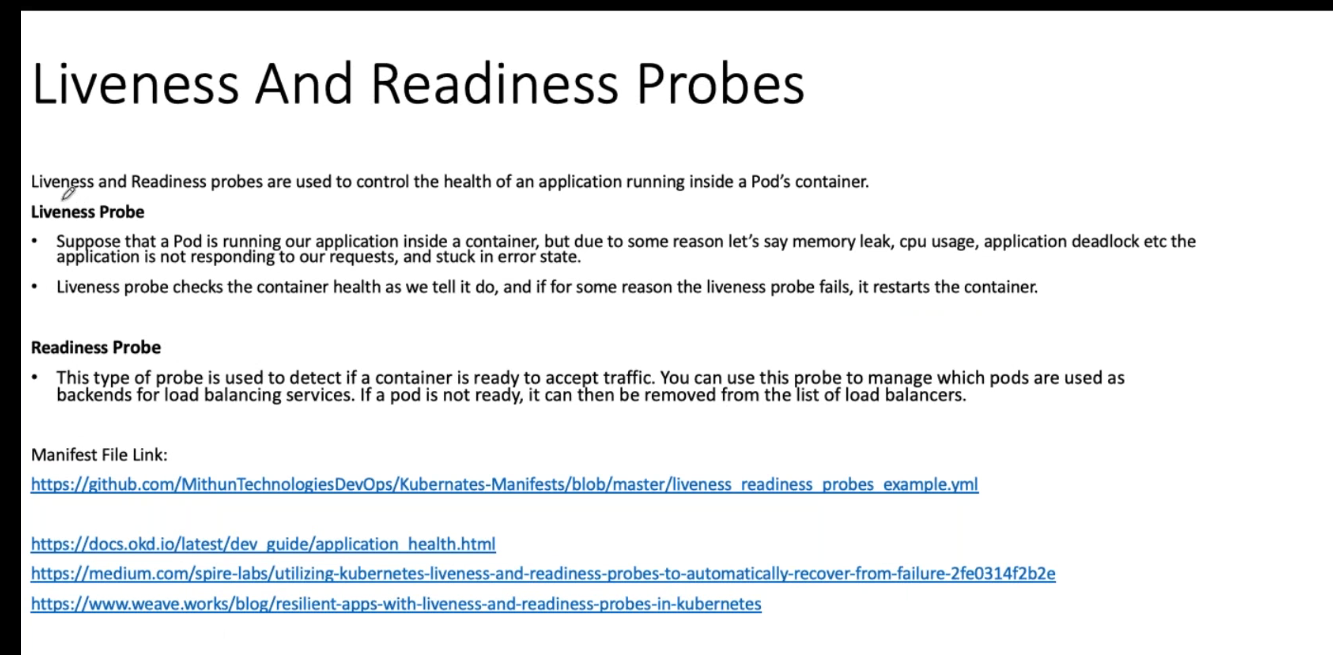 Liveness And Readiness Probes
Liveness and Readiness probes are used to control the health of an application running inside a Pod’s container.
Liveness Probe
• Suppose that a Pod is running our application inside a container, but due to some reason let’s say memory leak, cpu usage, application deadlock etc the
application is not responding to our requests, and stuck in error state.
• Liveness probe checks the container health as we tell it do, and if for some reason the liveness probe fails, it restarts the container.
Readiness Probe
• This type of probe is used to detect if a container is ready to accept traffic. You can use this probe to manage which pods are used as
backends for load balancing services. If a pod is not ready, it can then be removed from the list of load balancers.
Manifest File Link:
https://github.com/MithunTechnologiesDevOps/Kubernates-Manifests/blob/master/liveness_readiness_probes_example.yml
https://docs.okd.io/latest/dev_guide/application_health.html
https://medium.com/spire-labs/utilizing-kubernetes-liveness-and-readiness-probes-to-automatically-recover-from-failure-2fe0314f2b2e
https://www.weave.works/blog/resilient-apps-with-liveness-and-readiness-probes-in-kubernetes